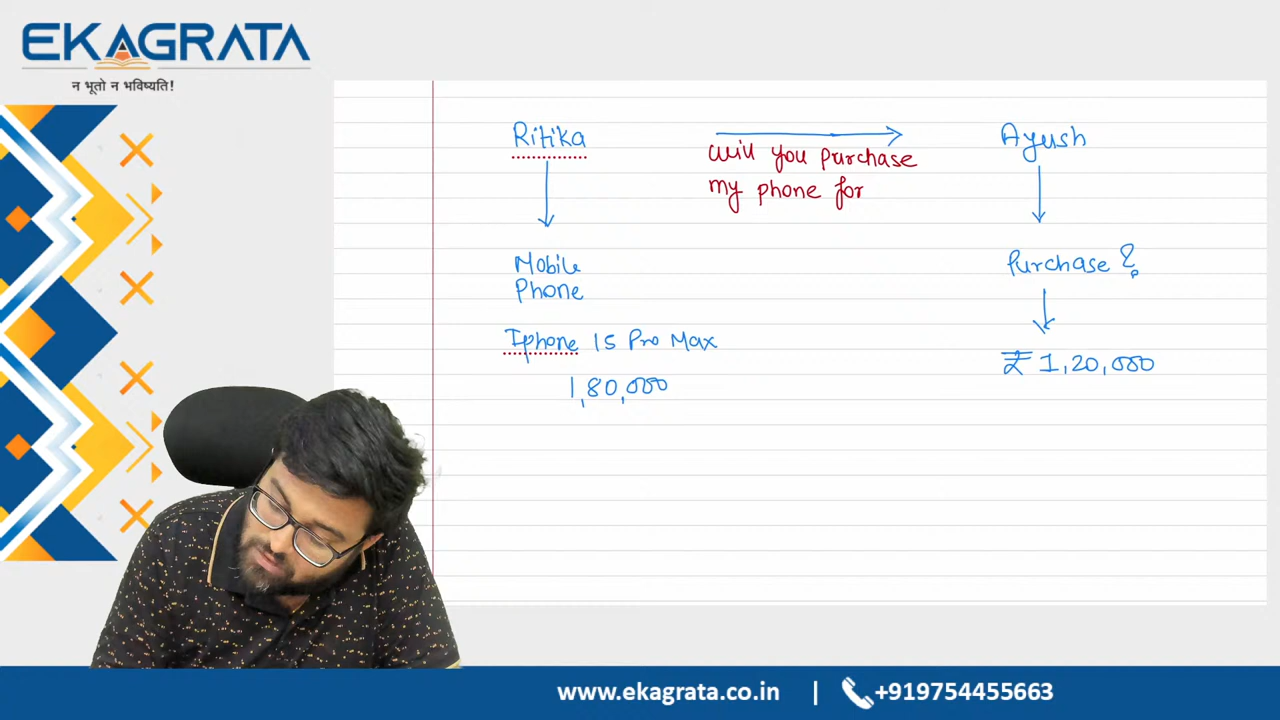 EKAGRATA
न भूतो न भविष्यति!
Ritika
will you purchase
my phone for
Ayush
Mobile
Phone
Purchase ?
Iphone 15 Pro Max
1,80,000
₹ 1,20,000
www.ekagrata.co.in | +919754455663